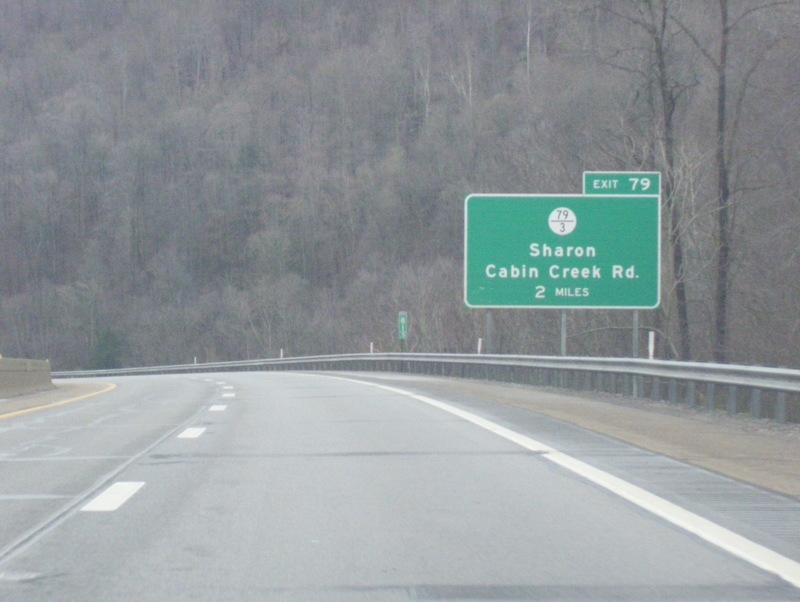 EXIT 79
79
3
Sharon
Cabin Creek Rd.
2 MILES